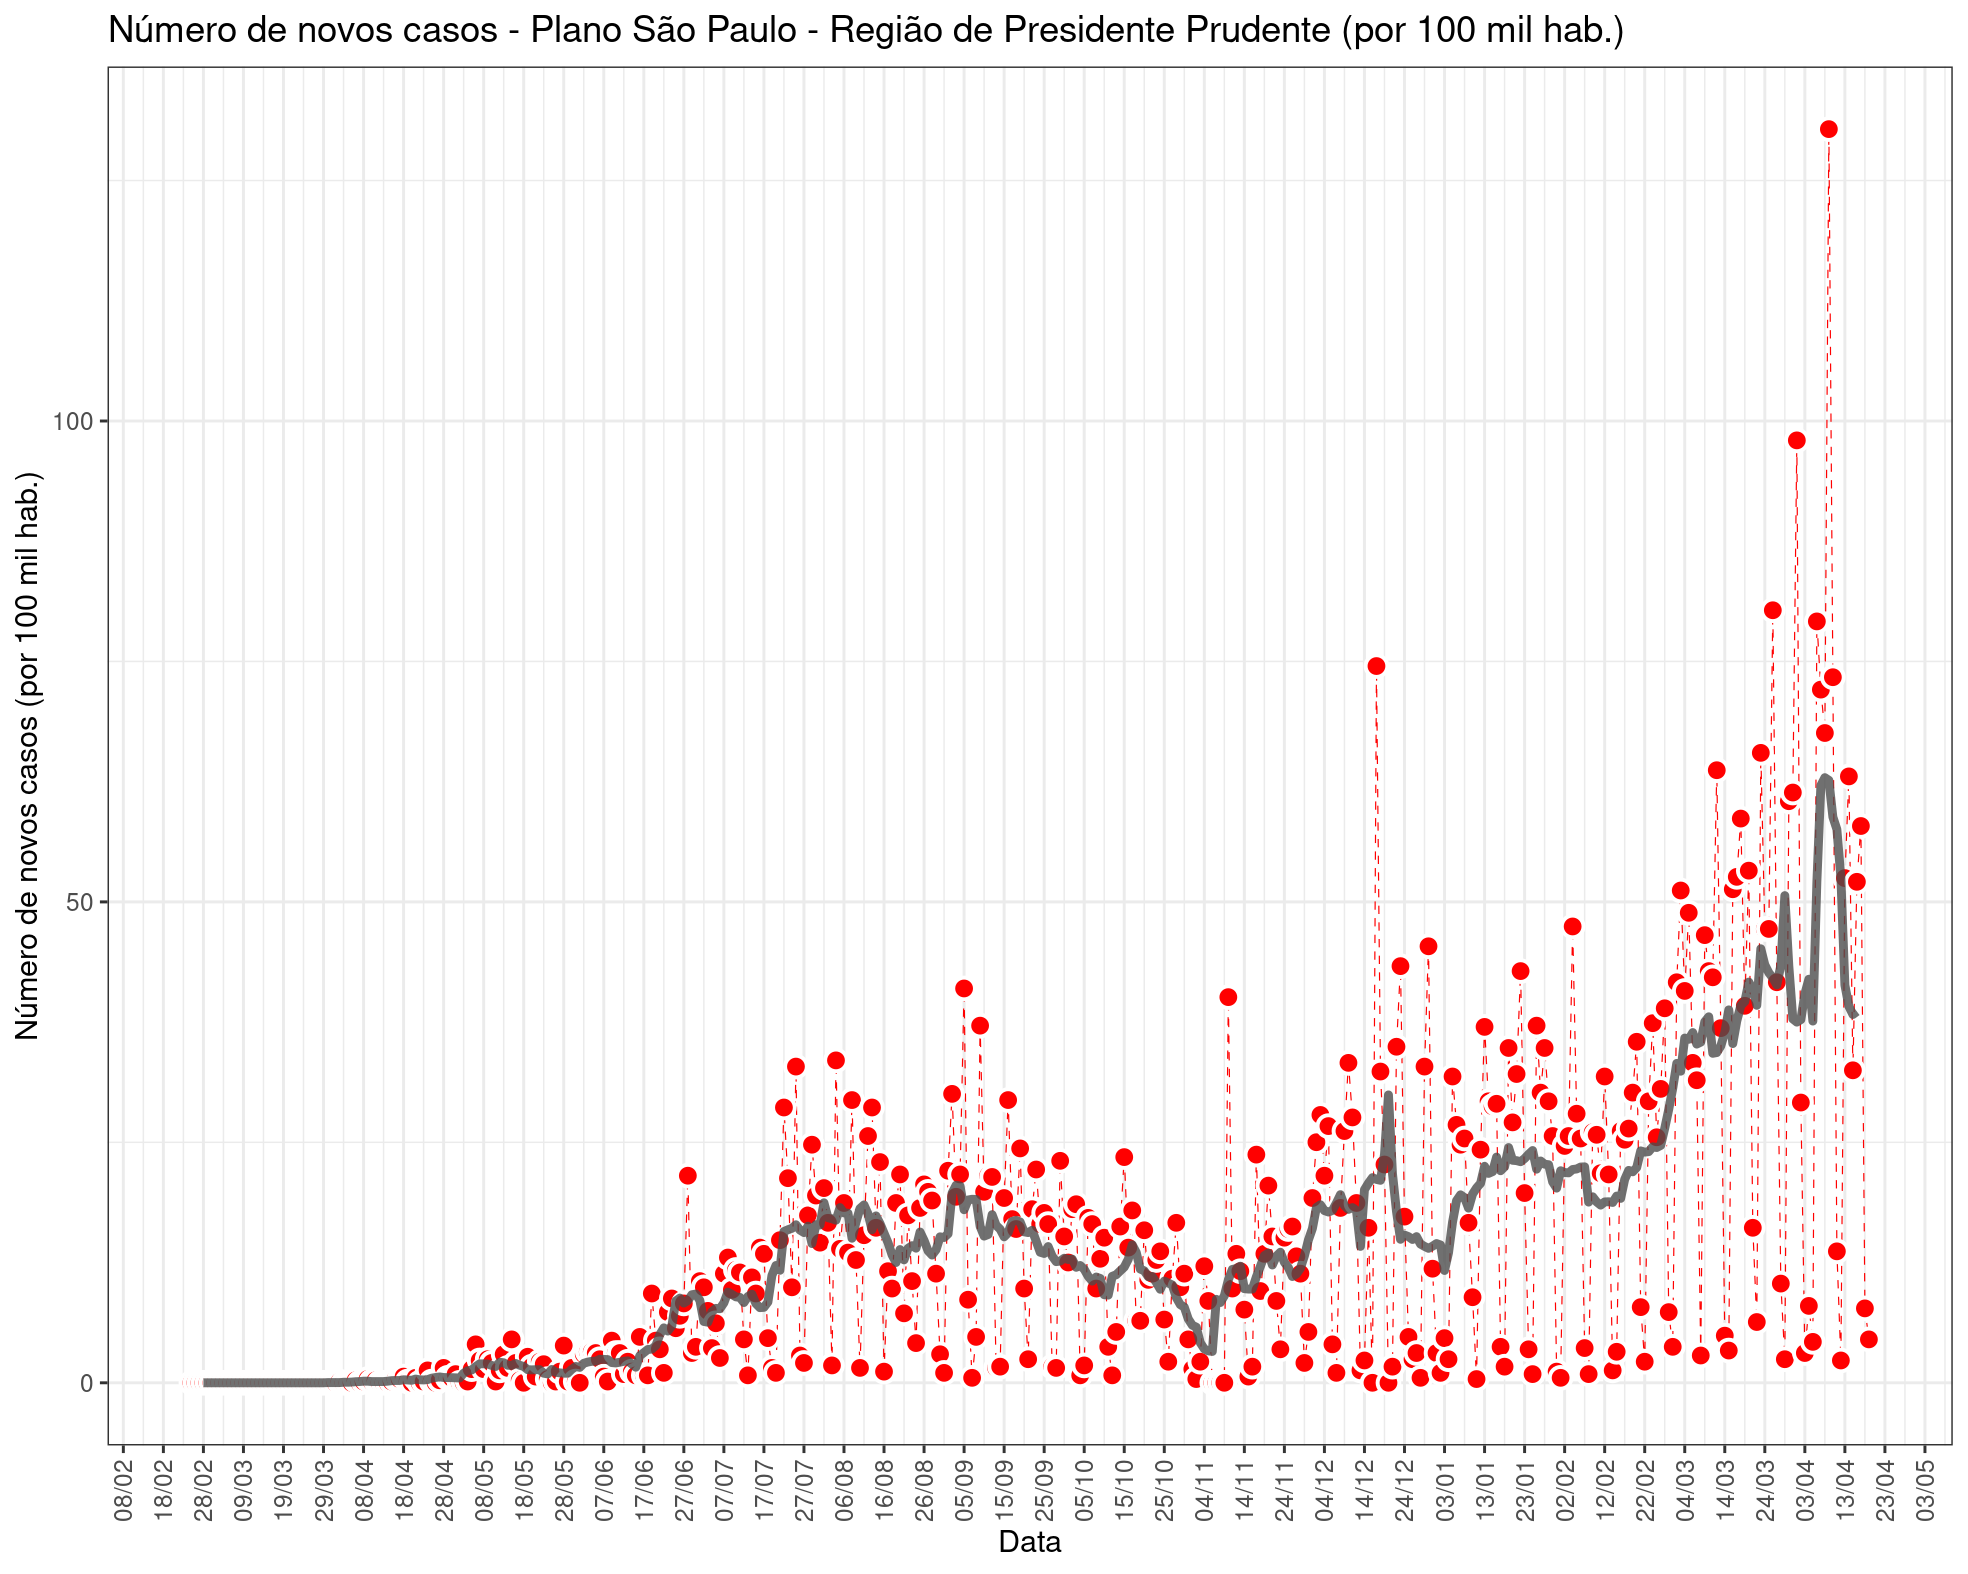 Número de novos casos - Plano São Paulo - Região de Presidente Prudente (por 100 mil hab.)
Número de novos casos (por 100 mil hab.)
100
50
0
08/02 18/02 28/02 09/03 19/03 29/03 08/04 18/04 28/04 08/05 18/05 28/05 07/06 17/06 27/06 07/07 17/07 27/07 06/08 16/08 26/08 05/09 15/09 25/09 05/10 15/10 25/10 04/11 14/11 24/11 04/12 14/12 24/12 03/01 13/01 23/01 02/02 12/02 22/02 04/03 14/03 24/03 03/04 13/04 23/04 03/05
Data